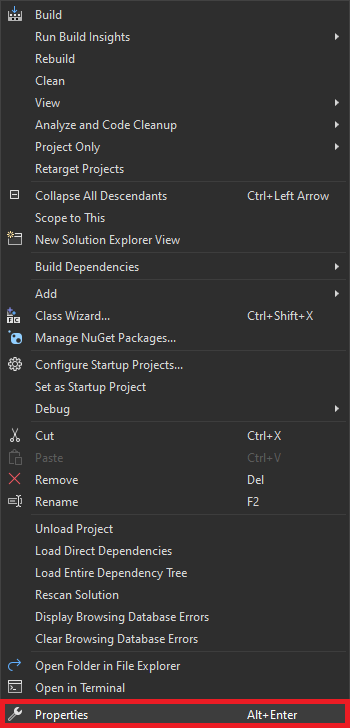 Build
Run Build Insights
Rebuild
Clean
View
Analyze and Code Cleanup
Project Only
Retarget Projects
Collapse All Descendants Ctrl+Left Arrow
Scope to This
New Solution Explorer View
Build Dependencies
Add
Class Wizard... Ctrl+Shift+X
Manage NuGet Packages...
Configure Startup Projects...
Set as Startup Project
Debug
Cut Ctrl+X
Paste Ctrl+V
Remove Del
Rename F2
Unload Project
Load Direct Dependencies
Load Entire Dependency Tree
Rescan Solution
Display Browsing Database Errors
Clear Browsing Database Errors
Open Folder in File Explorer
Open in Terminal
Properties Alt+Enter